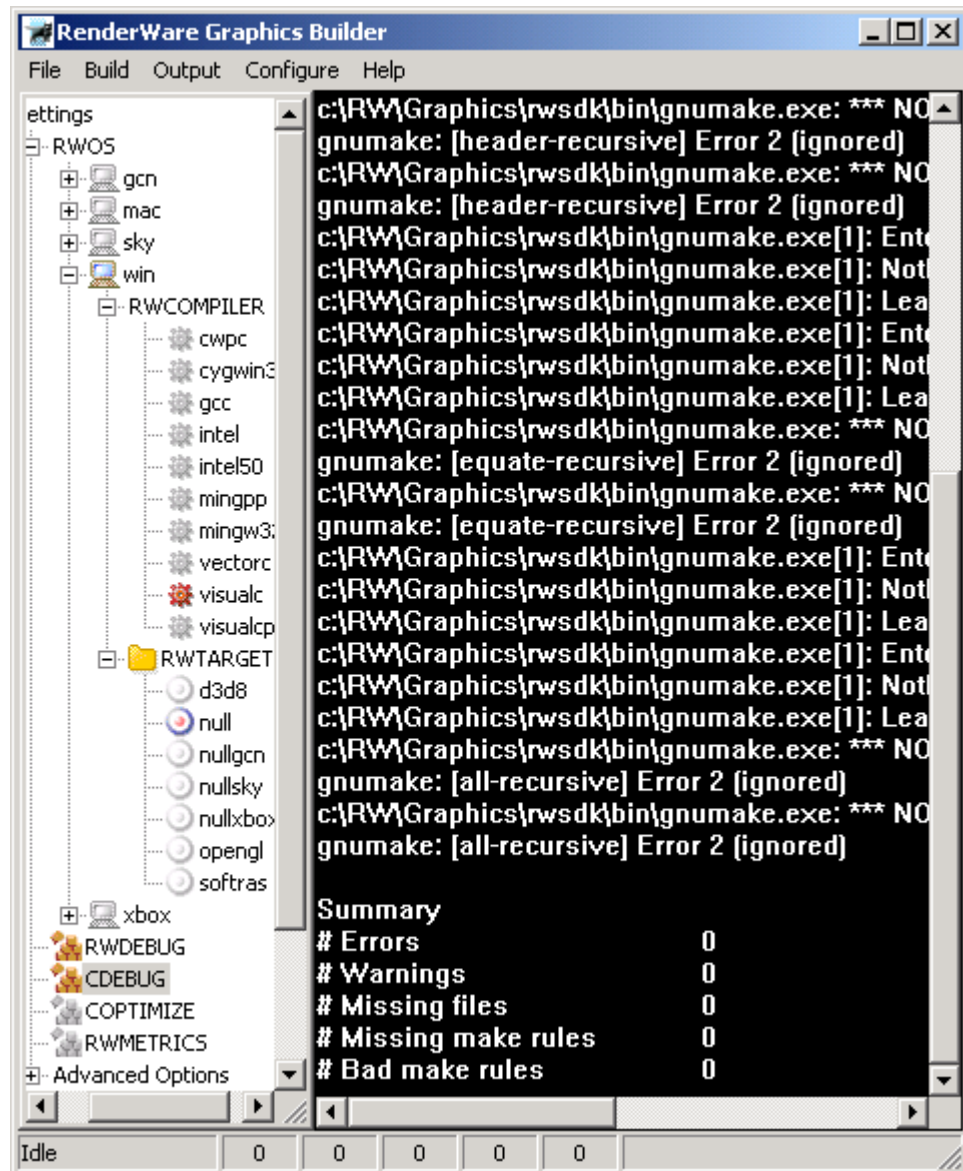 RenderWare Graphics Builder
File Build Output Configure Help
ettings
RWOS
gcn
mac
sky
win
RWCOMPILER
cwpc
cygwin3
gcc
intel
intel50
mingpp
mingw32
vectorc
visualc
visualcp
RWTARGET
d3d8
null
nullgcn
nullsky
nullxbox
opengl
softras
xbox
RWDEBUG
CDEBUG
COPTIMIZE
RWMETRICS
Advanced Options
c:\RW\Graphics\rwsdk\bin\gnumake.exe: *** NO
gnumake: [header-recursive] Error 2 (ignored)
c:\RW\Graphics\rwsdk\bin\gnumake.exe: *** NO
gnumake: [header-recursive] Error 2 (ignored)
c:\RW\Graphics\rwsdk\bin\gnumake.exe[1]: Ente
c:\RW\Graphics\rwsdk\bin\gnumake.exe[1]: Noth
c:\RW\Graphics\rwsdk\bin\gnumake.exe[1]: Lea
c:\RW\Graphics\rwsdk\bin\gnumake.exe[1]: Ente
c:\RW\Graphics\rwsdk\bin\gnumake.exe[1]: Noth
c:\RW\Graphics\rwsdk\bin\gnumake.exe[1]: Lea
c:\RW\Graphics\rwsdk\bin\gnumake.exe: *** NO
gnumake: [equate-recursive] Error 2 (ignored)
c:\RW\Graphics\rwsdk\bin\gnumake.exe: *** NO
gnumake: [equate-recursive] Error 2 (ignored)
c:\RW\Graphics\rwsdk\bin\gnumake.exe[1]: Ente
c:\RW\Graphics\rwsdk\bin\gnumake.exe[1]: Noth
c:\RW\Graphics\rwsdk\bin\gnumake.exe[1]: Lea
c:\RW\Graphics\rwsdk\bin\gnumake.exe[1]: Ente
c:\RW\Graphics\rwsdk\bin\gnumake.exe[1]: Noth
c:\RW\Graphics\rwsdk\bin\gnumake.exe[1]: Lea
c:\RW\Graphics\rwsdk\bin\gnumake.exe: *** NO
gnumake: [all-recursive] Error 2 (ignored)
c:\RW\Graphics\rwsdk\bin\gnumake.exe: *** NO
gnumake: [all-recursive] Error 2 (ignored)
Summary
# Errors 0
# Warnings 0
# Missing files 0
# Missing make rules 0
# Bad make rules 0
Idle 0 0 0 0 0